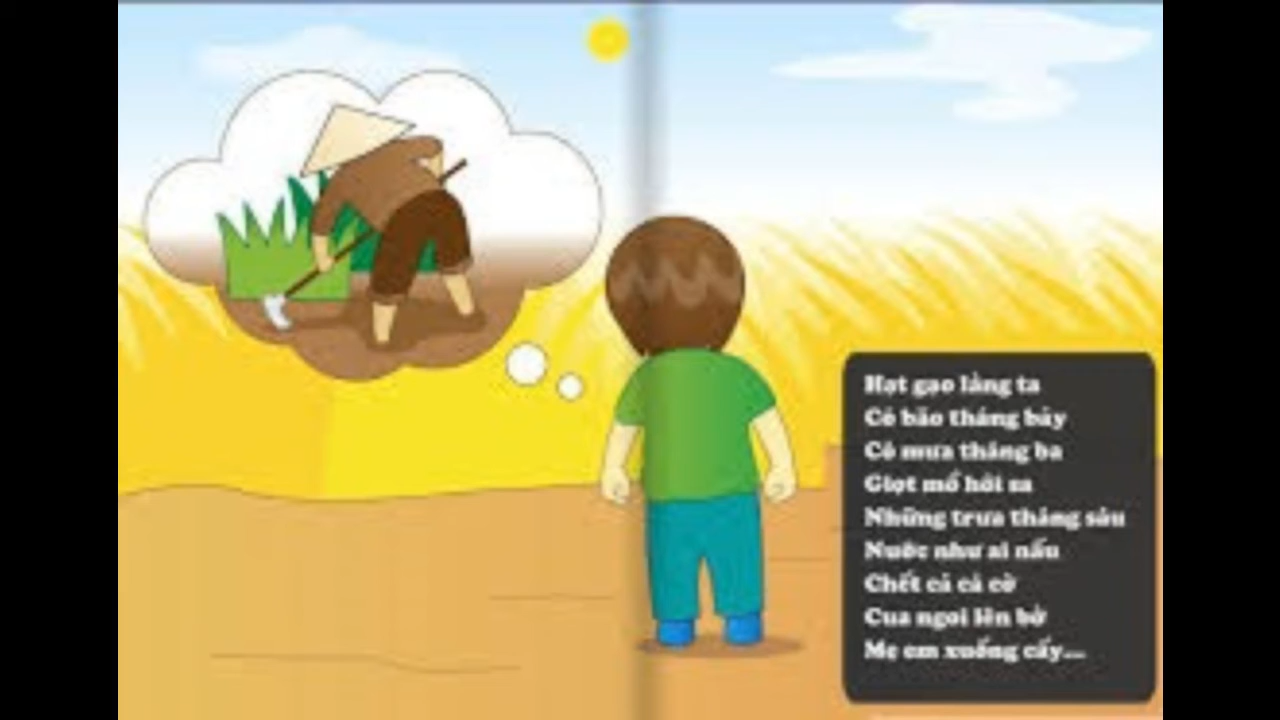 Hạt gạo làng ta
Có bão tháng bảy
Có mưa tháng ba
Giọt mồ hôi sa
Những trưa tháng sáu
Nước như ai nấu
Chết cả cá cờ
Cua ngoi lên bờ
Mẹ em xuống cấy...